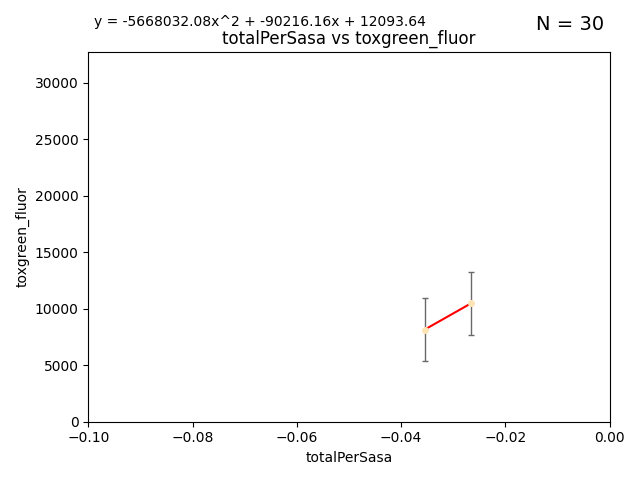 y = -5668032.08x^2 + -90216.16x + 12093.64
N = 30
totalPerSasa vs toxgreen_fluor
30000
25000
20000
15000
10000
5000
0
toxgreen_fluor
−0.10 −0.08 −0.06 −0.04 −0.02 0.00
totalPerSasa